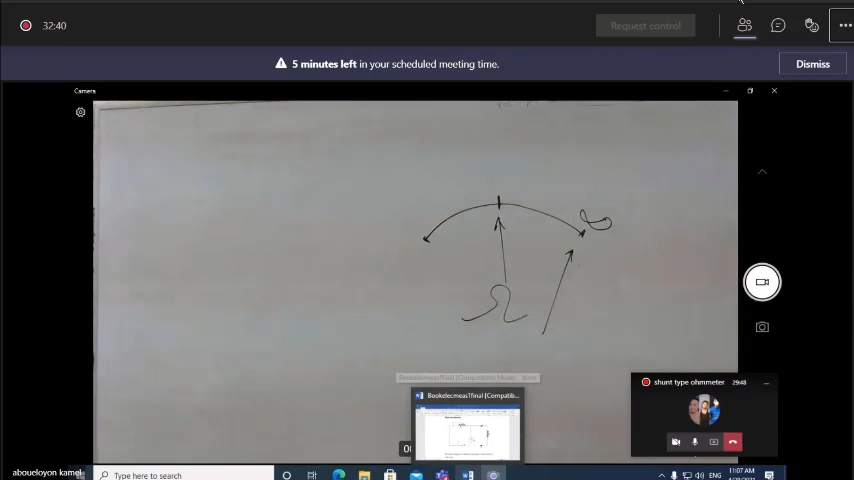 32:40
Request control
5 minutes left in your scheduled meeting time.
Dismiss
Camera
∞
Ω
Bookelecmeas1final [Compatib...
shunt type ohmmeter 29:48
00
aboueloyon kamel
Type here to search
ENG
11:07 AM